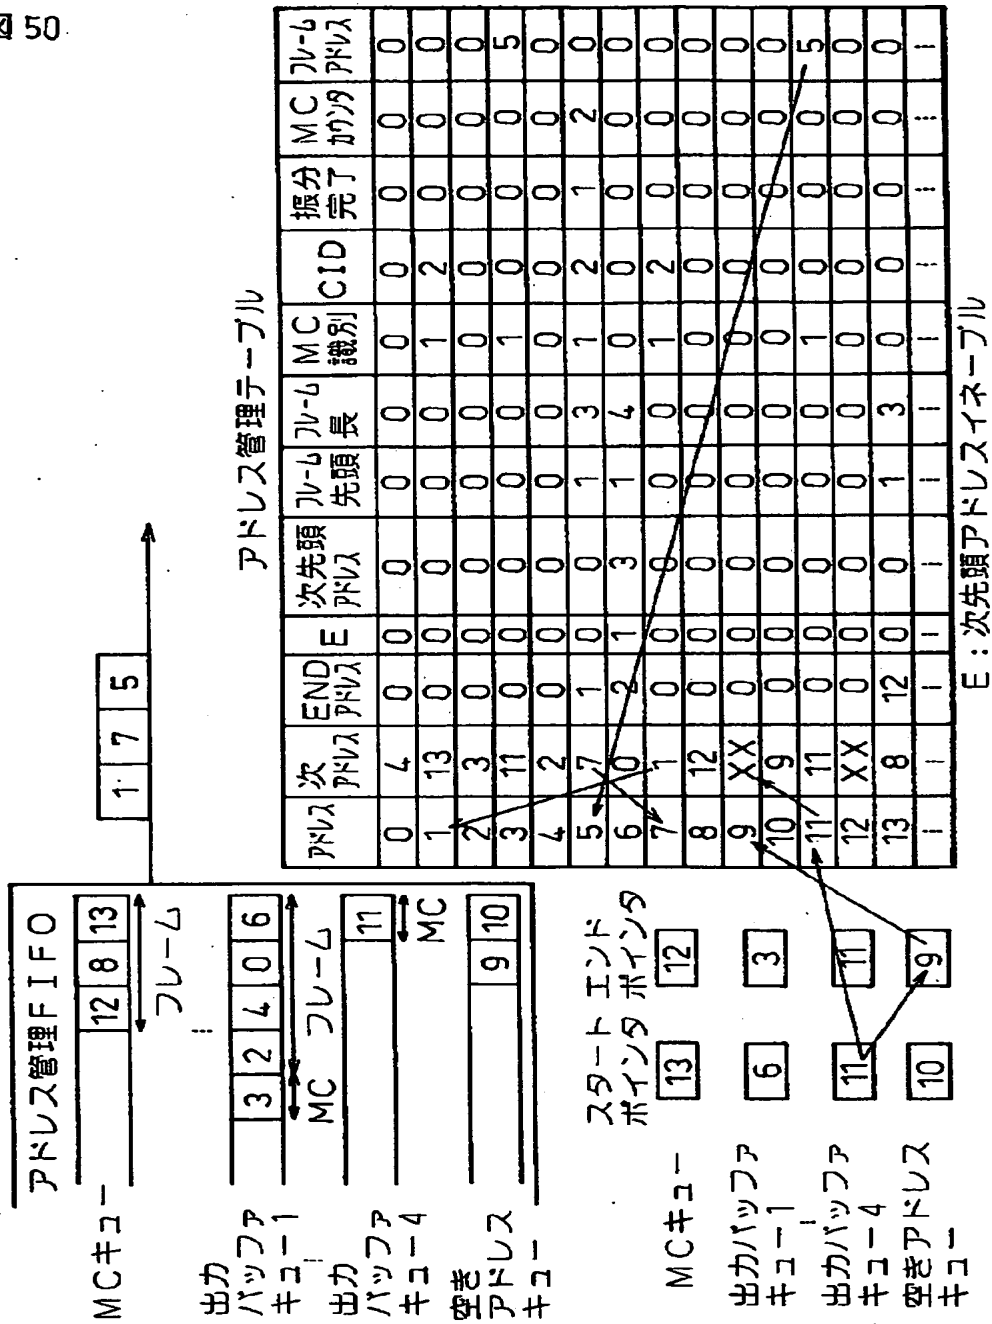 図 50
アドレス管理FIFO
MCキュー
12 8 13
フレーム
出力
バッファ
キュー1
3 2 4 0 6
MC フレーム
出力
バッファ
キュー4
11
MC
空き
アドレス
キュー
9 10
1 7 5
スタート
ポインタ
エンド
ポインタ
MCキュー 13 12
出力バッファ
キュー1
6 3
出力バッファ
キュー4
11 11
空きアドレス
キュー
10 9
アドレス管理テーブル
アドレス 次アドレス ENDアドレス E 次先頭アドレス フレーム先頭 フレーム長 MC識別 CID 振分完了 MCカウンタ フレームアドレス
0 4 0 0 0 0 0 0 0 0 0 0
1 13 0 0 0 0 0 1 2 0 0 0
2 3 0 0 0 0 0 0 0 0 0 0
3 11 0 0 0 0 0 1 0 0 0 5
4 2 0 0 0 0 0 0 0 0 0 0
5 7 1 0 0 1 3 1 2 1 2 0
6 0 2 1 3 1 4 0 0 0 0 0
7 1 0 0 0 0 0 1 2 0 0 0
8 12 0 0 0 0 0 0 0 0 0 0
9 XX 0 0 0 0 0 0 0 0 0 0
10 9 0 0 0 0 0 0 0 0 0 0
11 11 0 0 0 0 0 1 0 0 0 5
12 XX 0 0 0 0 0 0 0 0 0 0
13 8 12 0 0 1 3 0 0 0 0 0
E:次先頭アドレスイネーブル